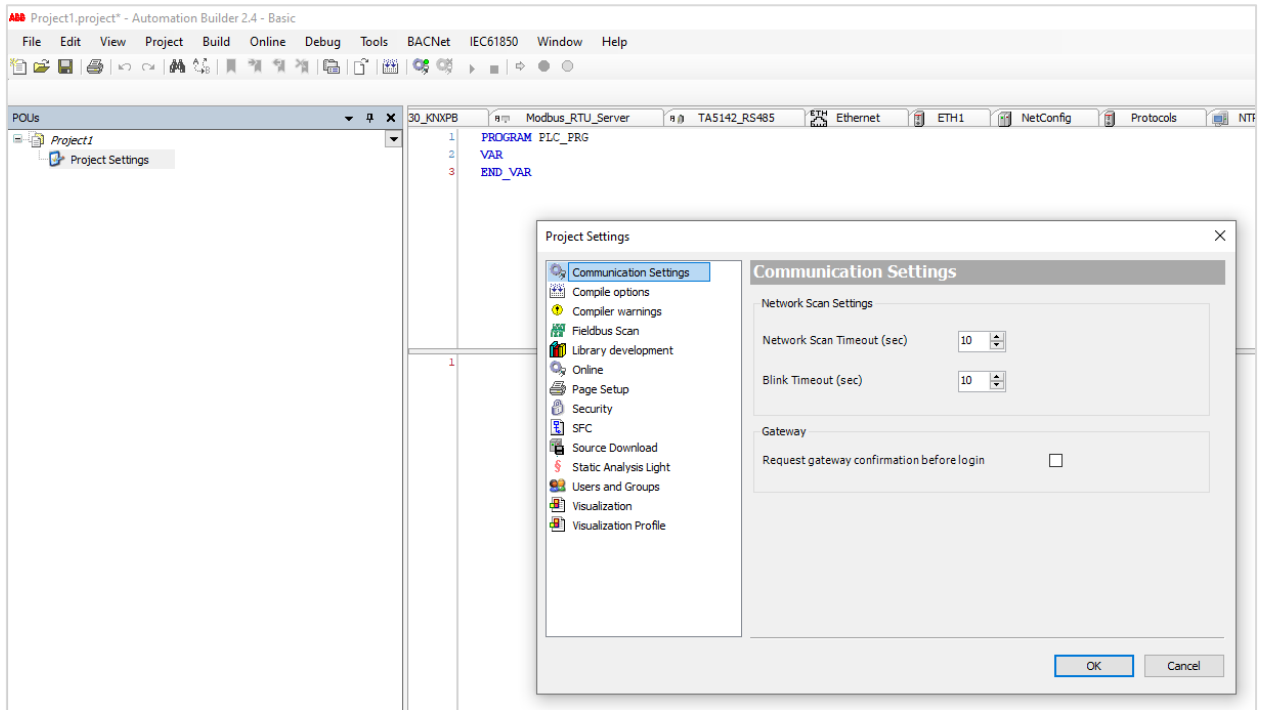 ABB Project1.project* - Automation Builder 2.4 - Basic
File Edit View Project Build Online Debug Tools BACNet IEC61850 Window Help
POUs
Project1
Project Settings
30_KNXPB Modbus_RTU_Server TA5142_RS485 ETH Ethernet ETH1 NetConfig Protocols
1 PROGRAM PLC_PRG
2 VAR
3 END_VAR
1
Project Settings
Communication Settings
Compile options
Compiler warnings
Fieldbus Scan
Library development
Online
Page Setup
Security
SFC
Source Download
Static Analysis Light
Users and Groups
Visualization
Visualization Profile
Communication Settings
Network Scan Settings
Network Scan Timeout (sec) 10
Blink Timeout (sec) 10
Gateway
Request gateway confirmation before login
OK Cancel